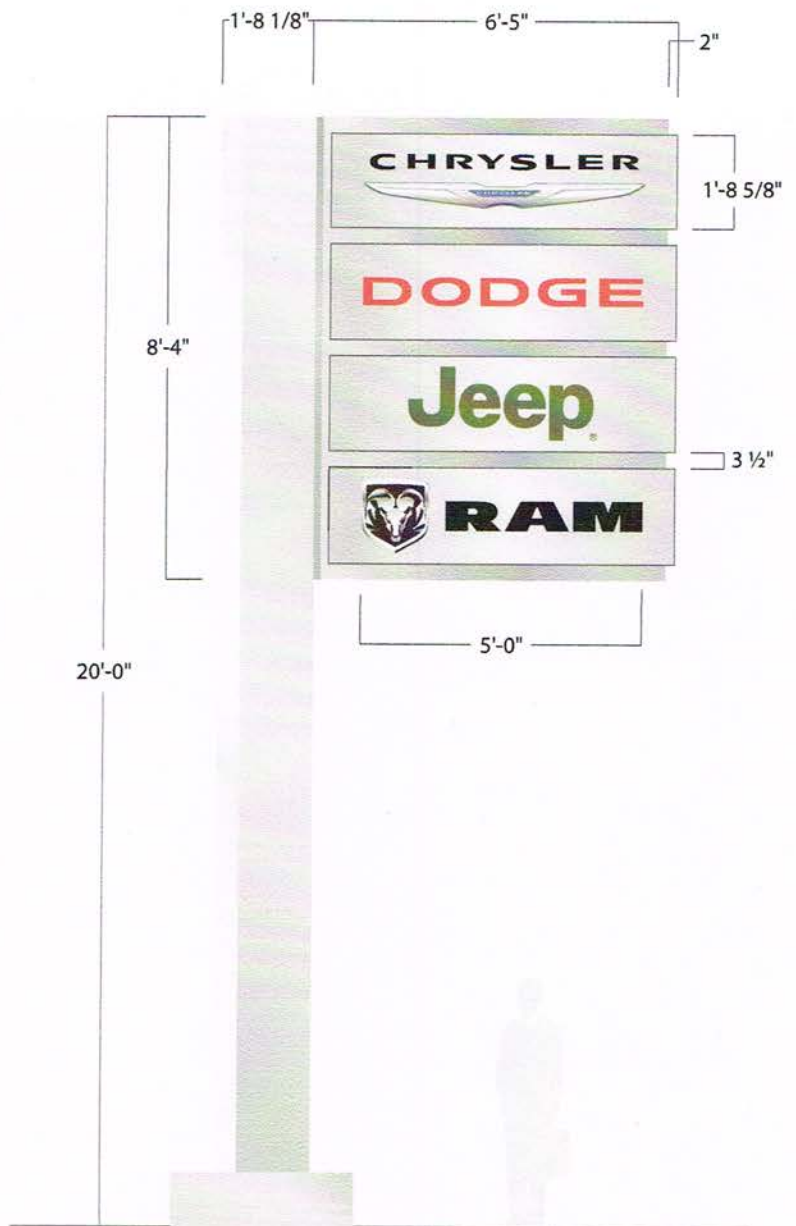 1'-8 1/8" 6'-5"
2"
CHRYSLER
CHRYSLER
1'-8 5/8"
DODGE
8'-4"
Jeep®
3 ½"
RAM
5'-0"
20'-0"